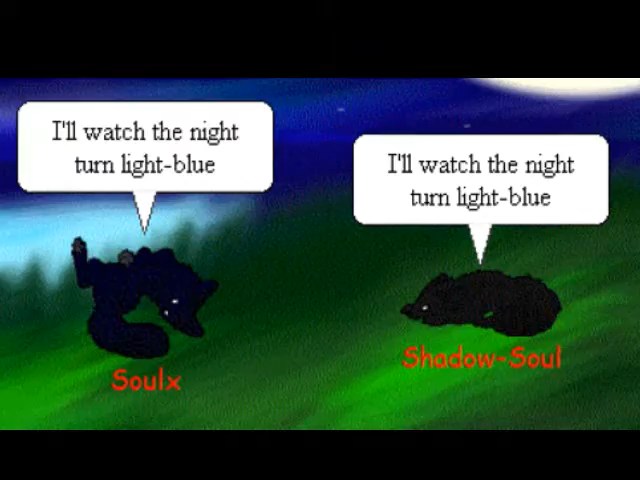 I'll watch the night
turn light-blue
I'll watch the night
turn light-blue
Soulx
Shadow-Soul